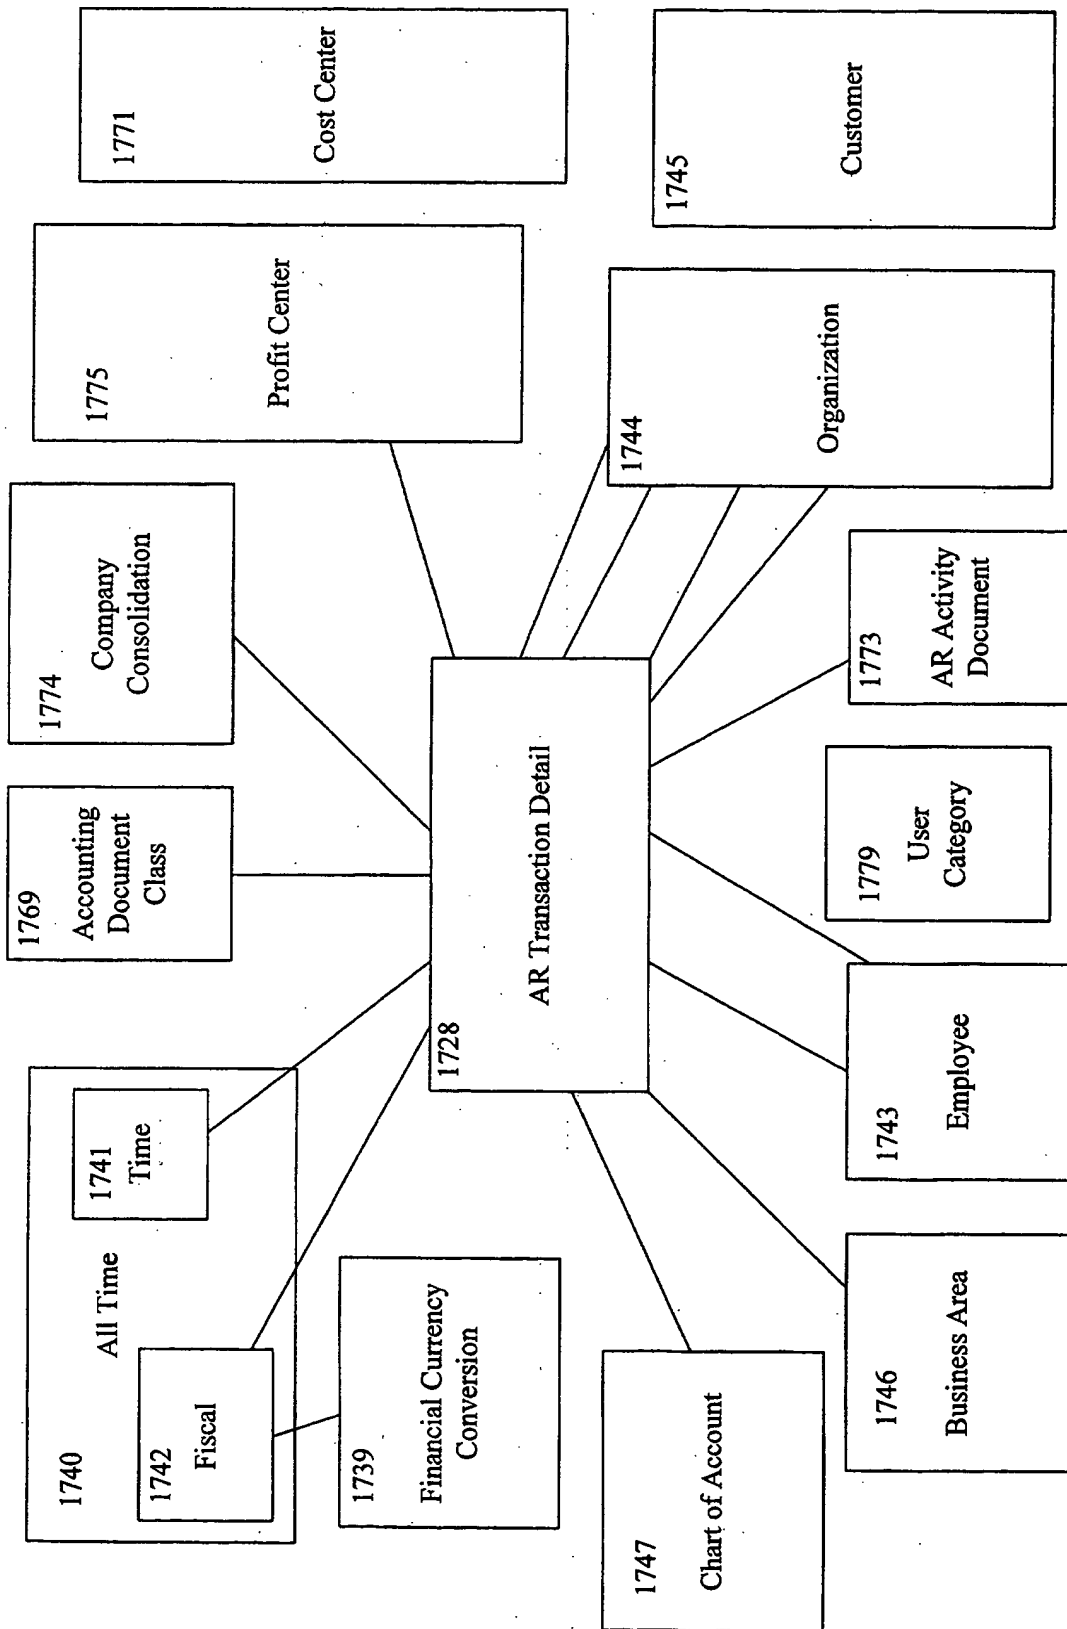 1740
All Time
1742
Fiscal
1741
Time
1769
Accounting
Document
Class
1774
Company
Consolidation
1775
Profit Center
1771
Cost Center
1739
Financial Currency
Conversion
1728
AR Transaction Detail
1747
Chart of Account
1746
Business Area
1743
Employee
1779
User
Category
1773
AR Activity
Document
1744
Organization
1745
Customer